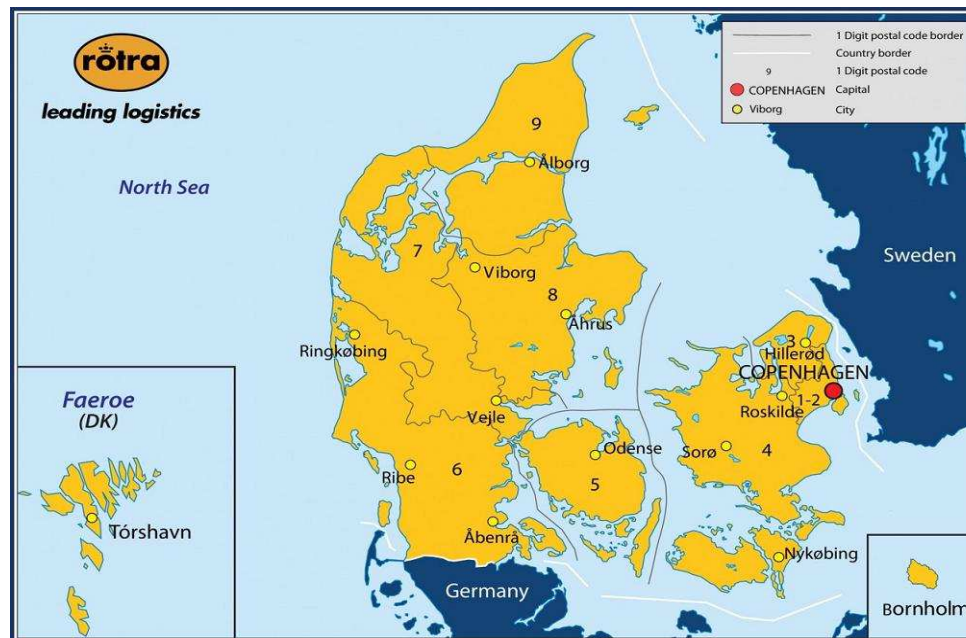 rotra
leading logistics
1 Digit postal code border
Country border
9 1 Digit postal code
COPENHAGEN Capital
Viborg City
North Sea
9
Ålborg
7
Viborg
8
Århus
Ringkøbing
Sweden
3
Hillerød
COPENHAGEN
1-2
Roskilde
Vejle
Faeroe
(DK)
Odense
Sorø
4
Ribe
6
5
Tórshavn
Åbenrå
Nykøbing
Germany
Bornholm